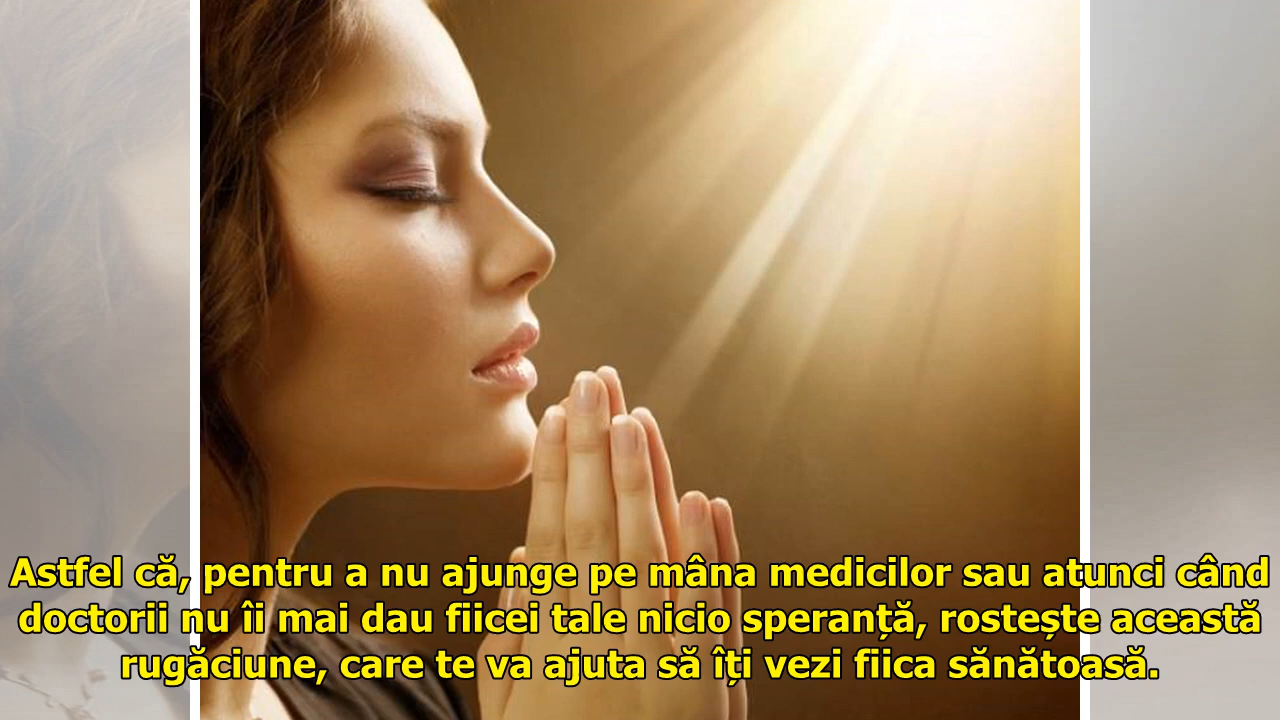 Astfel că, pentru a nu ajunge pe mâna medicilor sau atunci când
doctorii nu îi mai dau fiicei tale nicio speranță, rostește această
rugăciune, care te va ajuta să îți vezi fiica sănătoasă.